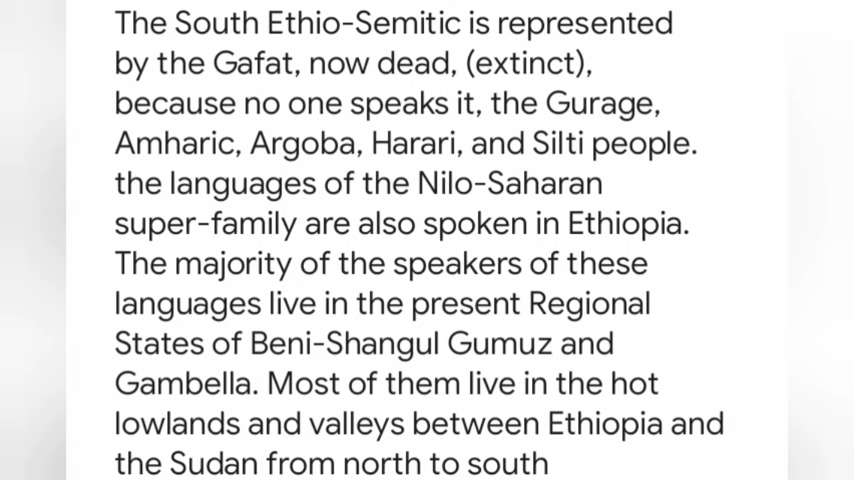 The South Ethio-Semitic is represented
by the Gafat, now dead, (extinct),
because no one speaks it, the Gurage,
Amharic, Argoba, Harari, and Silti people.
the languages of the Nilo-Saharan
super-family are also spoken in Ethiopia.
The majority of the speakers of these
languages live in the present Regional
States of Beni-Shangul Gumuz and
Gambella. Most of them live in the hot
lowlands and valleys between Ethiopia and
the Sudan from north to south